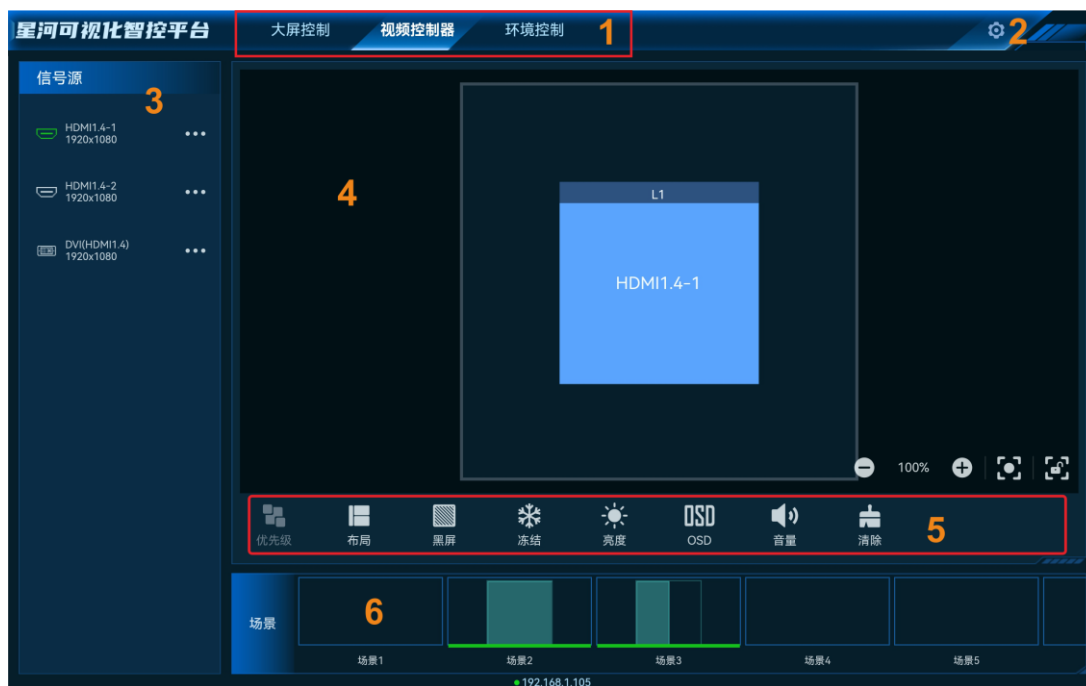 星河可视化智控平台
大屏控制 视频控制器 环境控制 1
2
信号源
3
HDMI1.4-1
1920x1080
HDMI1.4-2
1920x1080
DVI(HDMI1.4)
1920x1080
4
L1
HDMI1.4-1
100%
优先级 布局 黑屏 冻结 亮度 OSD OSD 音量 清除 5
场景
6
场景1 场景2 场景3 场景4 场景5
192.168.1.105